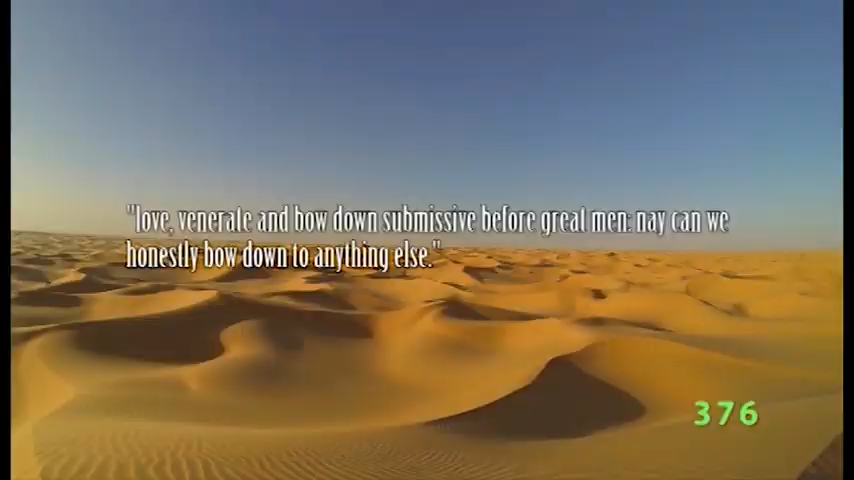 "love, venerate and bow down submissive before great men: nay can we
honestly bow down to anything else."
376